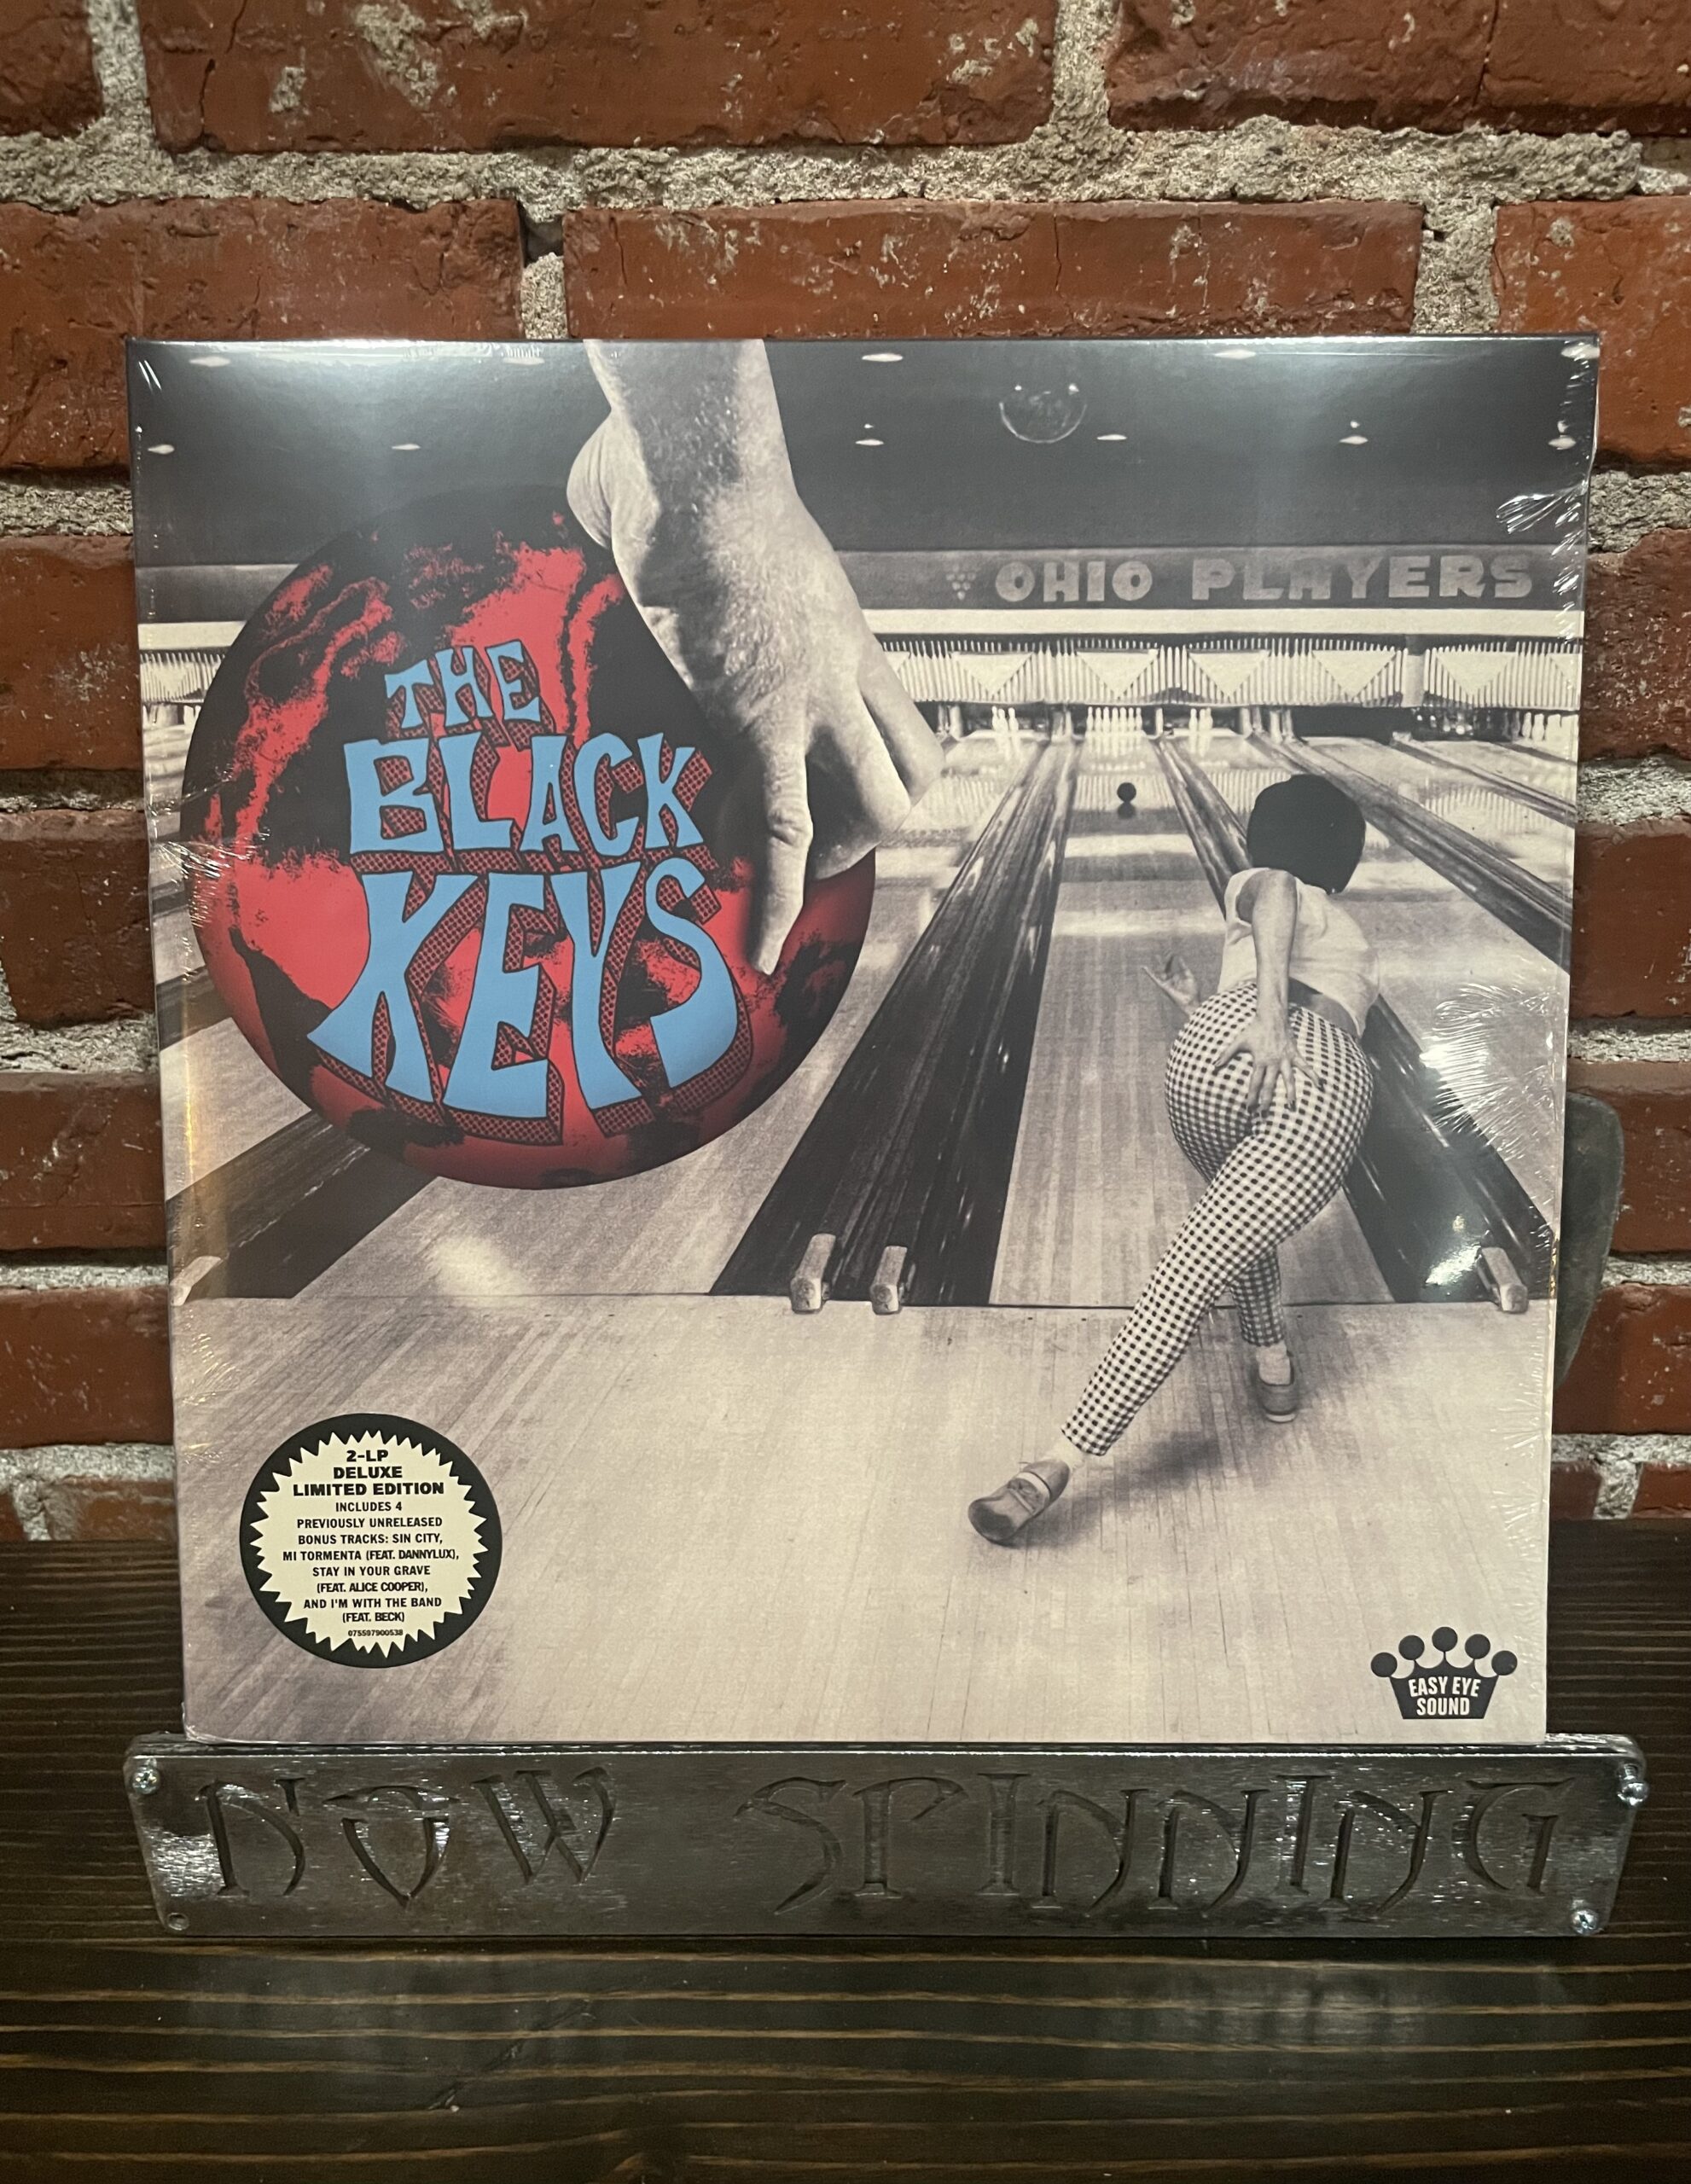 OHIO PLAYERS
THE
BLACK
KEYS
2-LP
DELUXE
LIMITED EDITION
INCLUDES 4
PREVIOUSLY UNRELEASED
BONUS TRACKS: SIN CITY,
MI TORMENTA (FEAT. DANNYLUX),
STAY IN YOUR GRAVE
(FEAT. ALICE COOPER),
AND I'M WITH THE BAND
(FEAT. BECK)
075597900538
EASY EYE
SOUND
NOW SPINNING